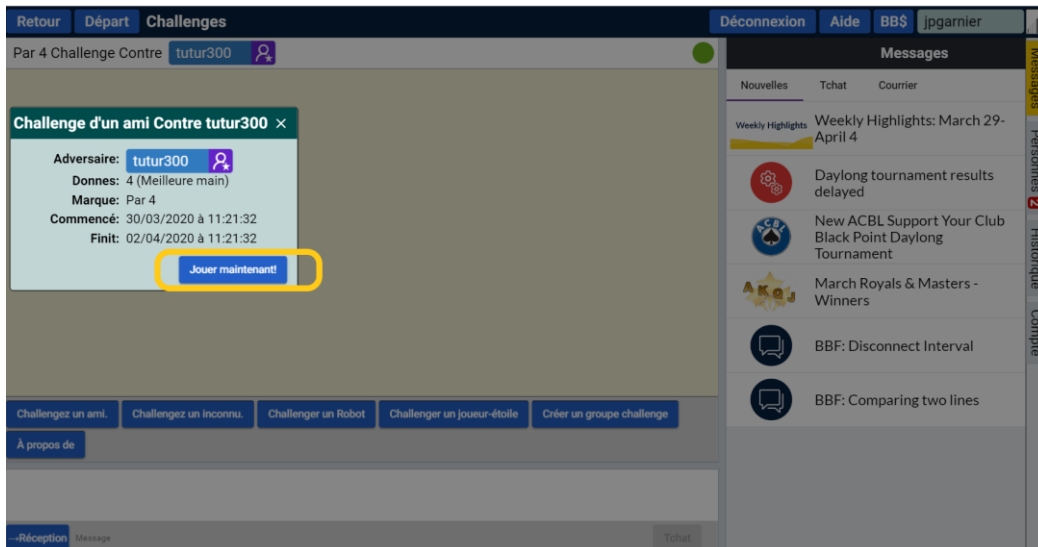 Retour Départ Challenges Déconnexion Aide BB$ jpgarnier
Par 4 Challenge Contre tutur300
Challenge d'un ami Contre tutur300 ×
Adversaire: tutur300
Donnes: 4 (Meilleure main)
Marque: Par 4
Commencé: 30/03/2020 à 11:21:32
Finit: 02/04/2020 à 11:21:32
Jouer maintenant!
Challengez un ami. Challengez un inconnu. Challenger un Robot Challenger un joueur-étoile Créer un groupe challenge
À propos de
→Réception Message Tchat
Messages
Nouvelles Tchat Courrier
Weekly Highlights Weekly Highlights: March 29-
April 4
Daylong tournament results
delayed
ACBL New ACBL Support Your Club
Black Point Daylong
Tournament
A K Q J March Royals & Masters -
Winners
BBF: Disconnect Interval
BBF: Comparing two lines
Messages
Personnes 2
Historique
Compte